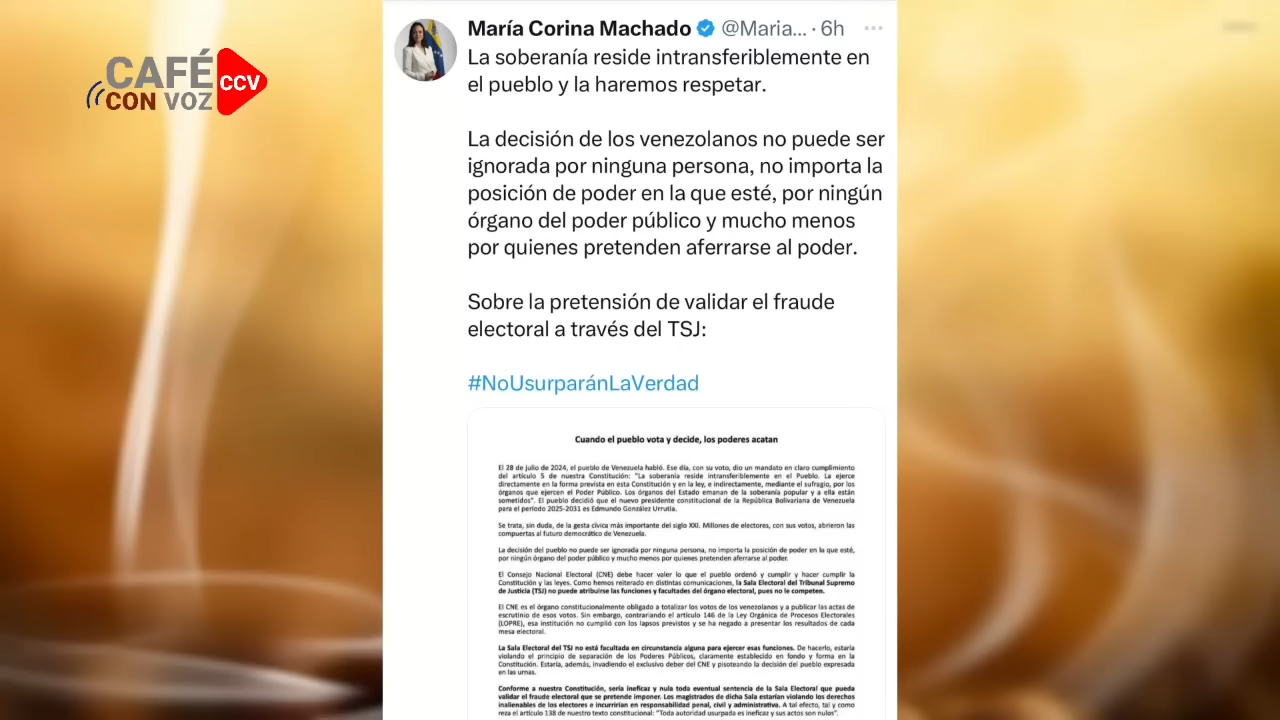 CAFÉ
CON VOZ
CCV
María Corina Machado @Maria... · 6h
La soberanía reside intransferiblemente en
el pueblo y la haremos respetar.
La decisión de los venezolanos no puede ser
ignorada por ninguna persona, no importa la
posición de poder en la que esté, por ningún
órgano del poder público y mucho menos
por quienes pretenden aferrarse al poder.
Sobre la pretensión de validar el fraude
electoral a través del TSJ:
#NoUsurparánLaVerdad
Cuando el pueblo vota y decide, los poderes acatan
El 28 de julio de 2024, el pueblo de Venezuela habló. Ese día, con su voto, dio un mandato en claro cumplimiento
del artículo 5 de nuestra Constitución: "La soberanía reside intransferiblemente en el Pueblo. La ejerce
directamente en la forma prevista en esta Constitución y en la ley, e indirectamente, mediante el sufragio, por los
órganos que ejercen el Poder Público. Los órganos del Estado emanan de la soberanía popular y a ella están
sometidos". El pueblo decidió que el nuevo presidente constitucional de la República Bolivariana de Venezuela
para el período 2025-2031 es Edmundo González Urrutia.
Se trata, sin duda, de la gesta cívica más importante del siglo XXI. Millones de electores, con sus votos, abrieron las
compuertas al futuro democrático de Venezuela.
La decisión del pueblo no puede ser ignorada por ninguna persona, no importa la posición de poder en la que esté,
por ningún órgano del poder público y mucho menos por quienes pretenden aferrarse al poder.
El Consejo Nacional Electoral (CNE) debe hacer valer lo que el pueblo ordenó y cumplir y hacer cumplir la
Constitución y las leyes. Como hemos reiterado en distintas comunicaciones, la Sala Electoral del Tribunal Supremo
de Justicia (TSJ) no puede atribuirse las funciones y facultades del órgano electoral, pues no le competen.
El CNE es el órgano constitucionalmente obligado a totalizar los votos de los venezolanos y a publicar las actas de
escrutinio de esos votos. Sin embargo, contrariando el artículo 146 de la Ley Orgánica de Procesos Electorales
(LOPRE), esa institución no cumplió con los lapsos previstos y se ha negado a presentar los resultados de cada
mesa electoral.
La Sala Electoral del TSJ no está facultada en circunstancia alguna para ejercer esas funciones. De hacerlo, estaría
violando el principio de separación de los Poderes Públicos, claramente establecido en fondo y forma en la
Constitución. Estaría, además, invadiendo el exclusivo deber del CNE y pisoteando la decisión del pueblo expresada
en las urnas.
Conforme a nuestra Constitución, sería ineficaz y nula toda eventual sentencia de la Sala Electoral que pueda
validar el fraude electoral que se pretende imponer. Los magistrados de dicha Sala estarían violando los derechos
inalienables de los electores e incurrirían en responsabilidad penal, civil y administrativa. A tal efecto, tal y como
reza el artículo 138 de nuestro texto constitucional: "Toda autoridad usurpada es ineficaz y sus actos son nulos".